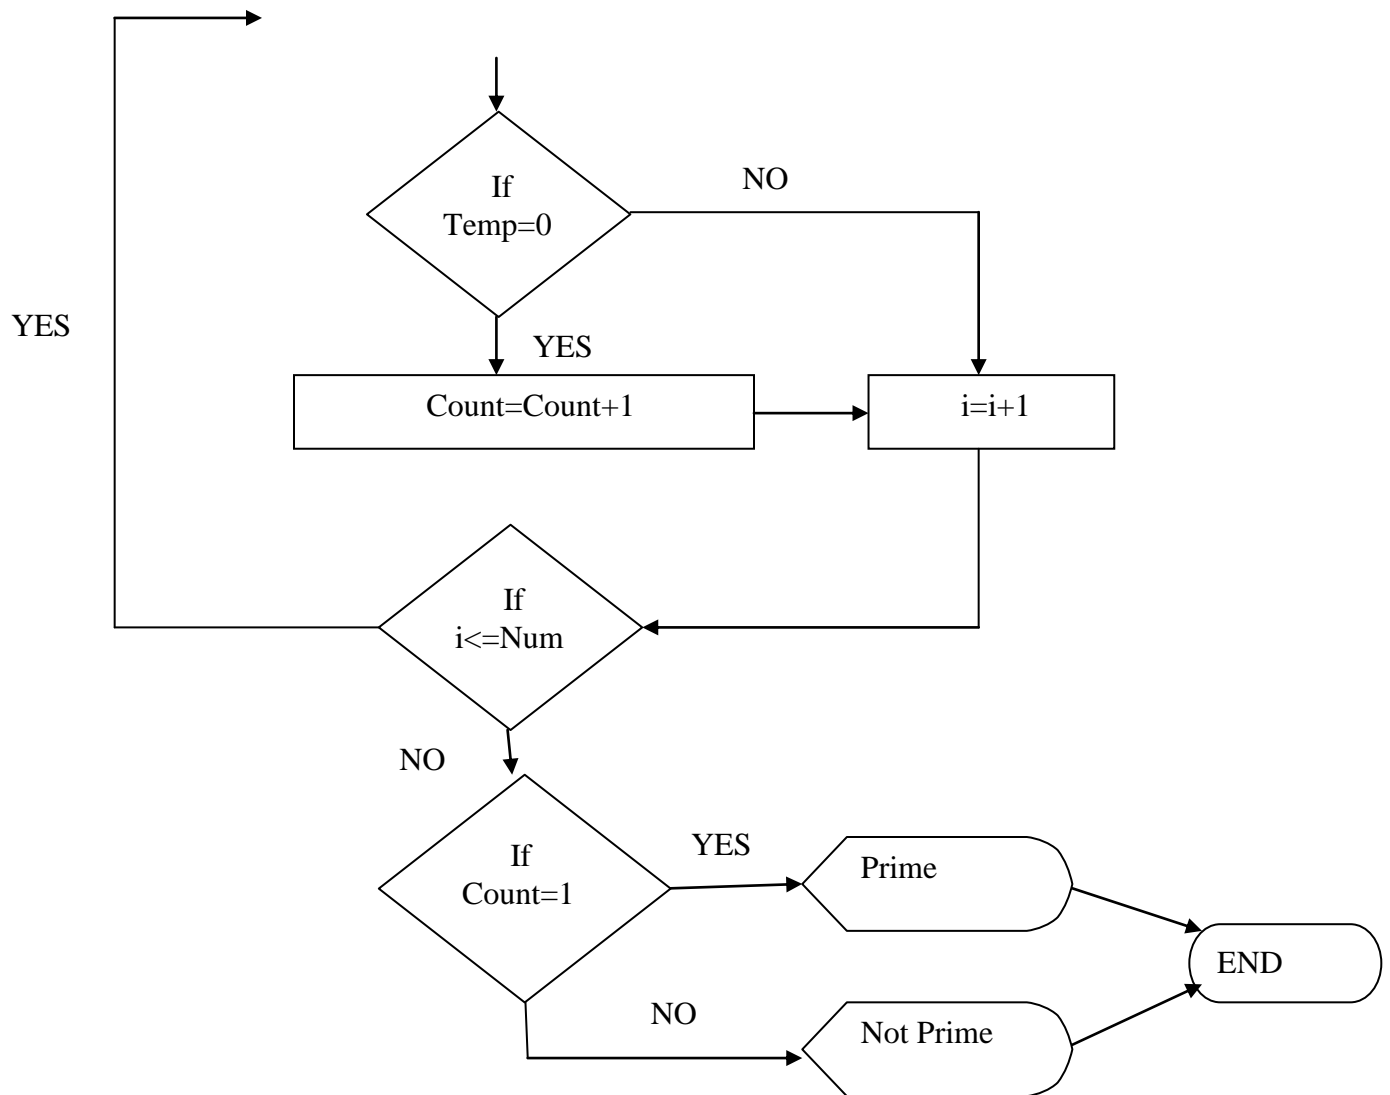 NO
If
Temp=0
YES
YES
Count=Count+1
i=i+1
If
i<=Num
NO
If
Count=1
YES
Prime
END
NO
Not Prime